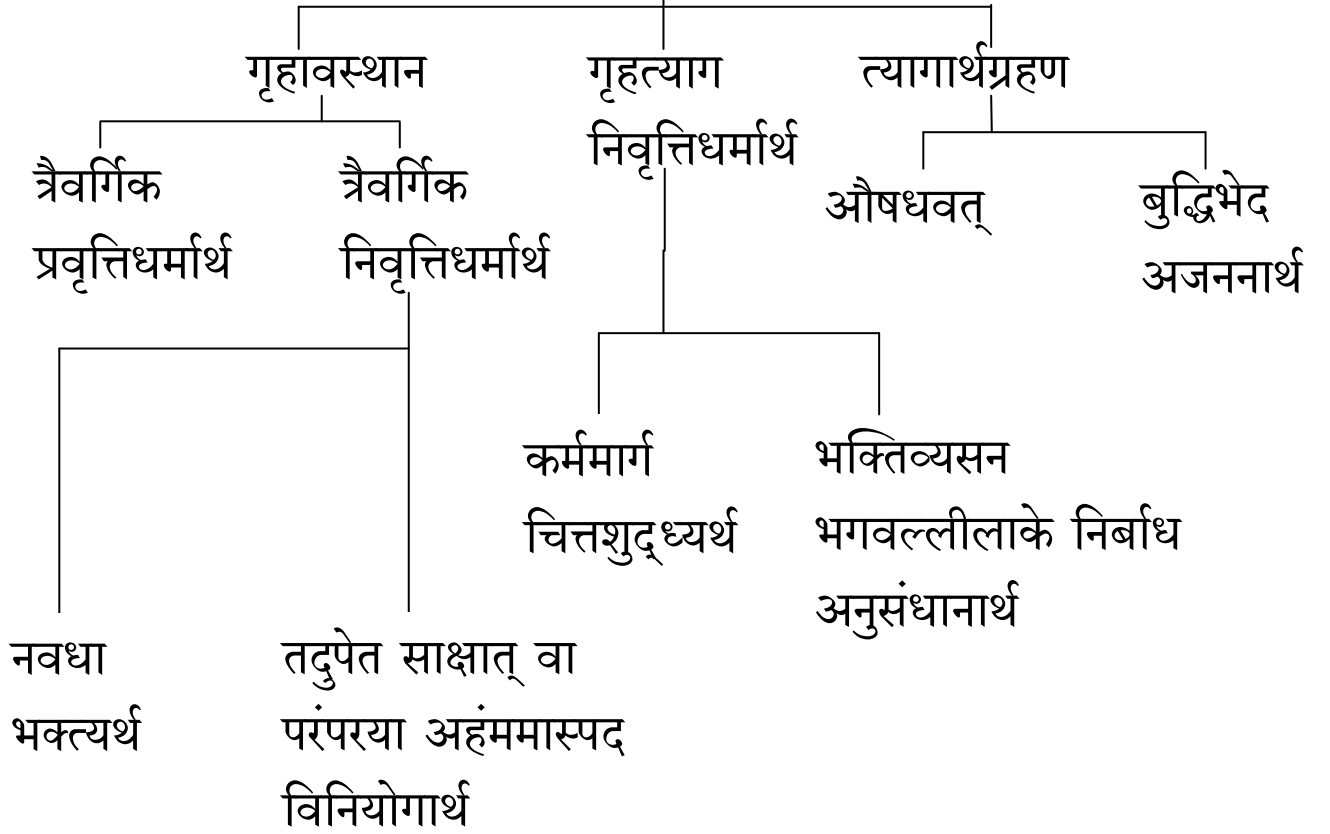 गृहावस्थान
गृहत्याग
निवृत्तिधर्मार्थ
त्यागार्थग्रहण
त्रैवर्गिक
प्रवृत्तिधर्मार्थ
त्रैवर्गिक
निवृत्तिधर्मार्थ
औषधवत्
बुद्धिभेद
अजननार्थ
कर्ममार्ग
चित्तशुद्ध्यर्थ
भक्तिव्यसन
भगवल्लीलाके निर्बाध
अनुसंधानार्थ
नवधा
भक्त्यर्थ
तदुपेत साक्षात् वा
परंपरया अहंममास्पद
विनियोगार्थ